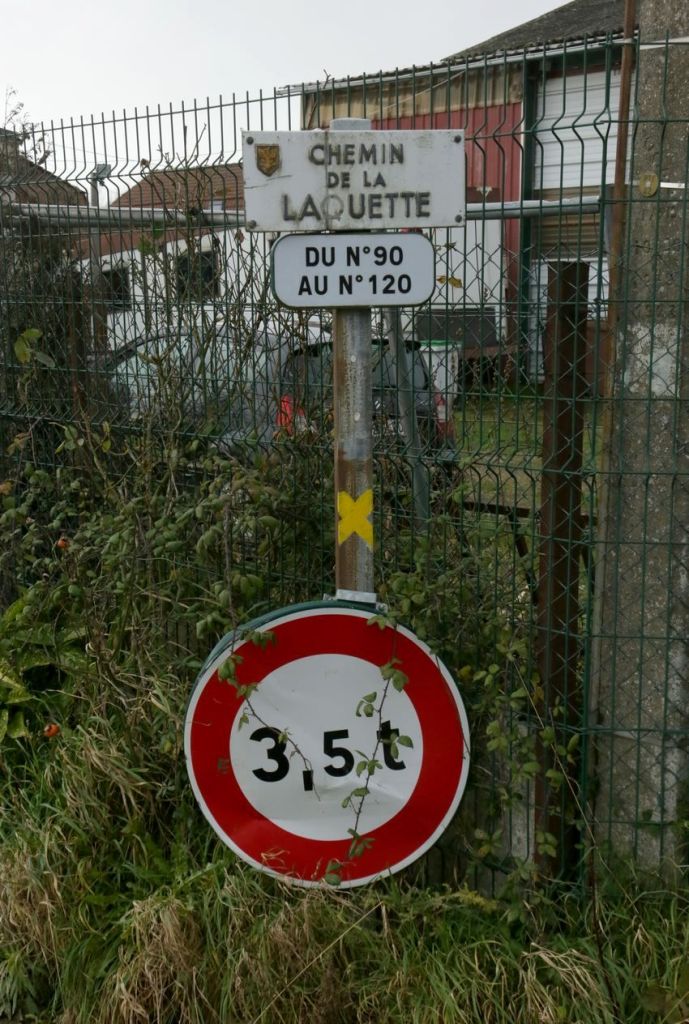 CHEMIN
DE LA
LAQUETTE
DU N°90
AU N°120
3,5t